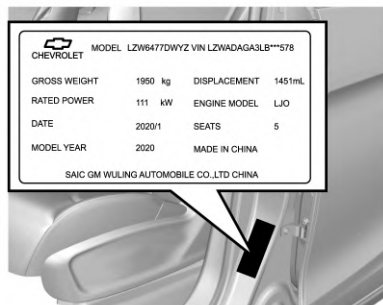 CHEVROLET MODEL LZW6477DWYZ VIN LZWADAGA3LB***578
GROSS WEIGHT 1950 kg DISPLACEMENT 1451mL
RATED POWER 111 kW ENGINE MODEL LJO
DATE 2020/1 SEATS 5
MODEL YEAR 2020 MADE IN CHINA
SAIC GM WULING AUTOMOBILE CO.,LTD CHINA